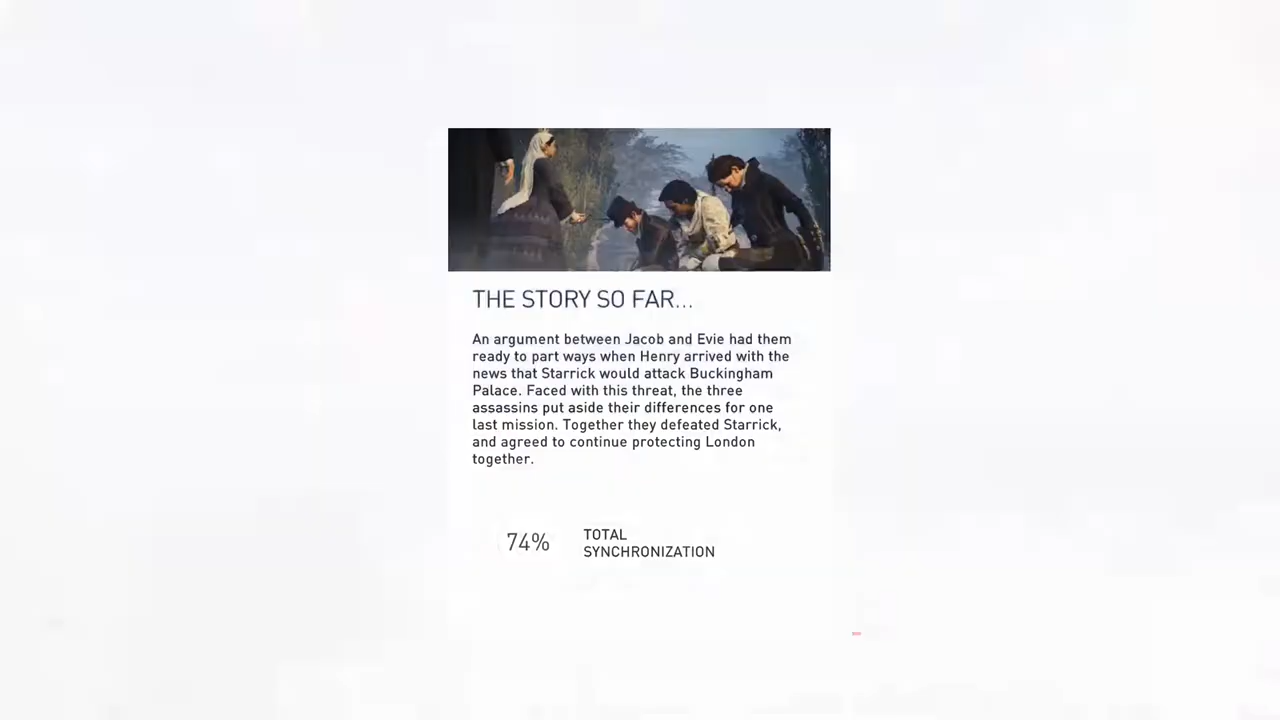 THE STORY SO FAR...
An argument between Jacob and Evie had them
ready to part ways when Henry arrived with the
news that Starrick would attack Buckingham
Palace. Faced with this threat, the three
assassins put aside their differences for one
last mission. Together they defeated Starrick,
and agreed to continue protecting London
together.
74%
TOTAL
SYNCHRONIZATION